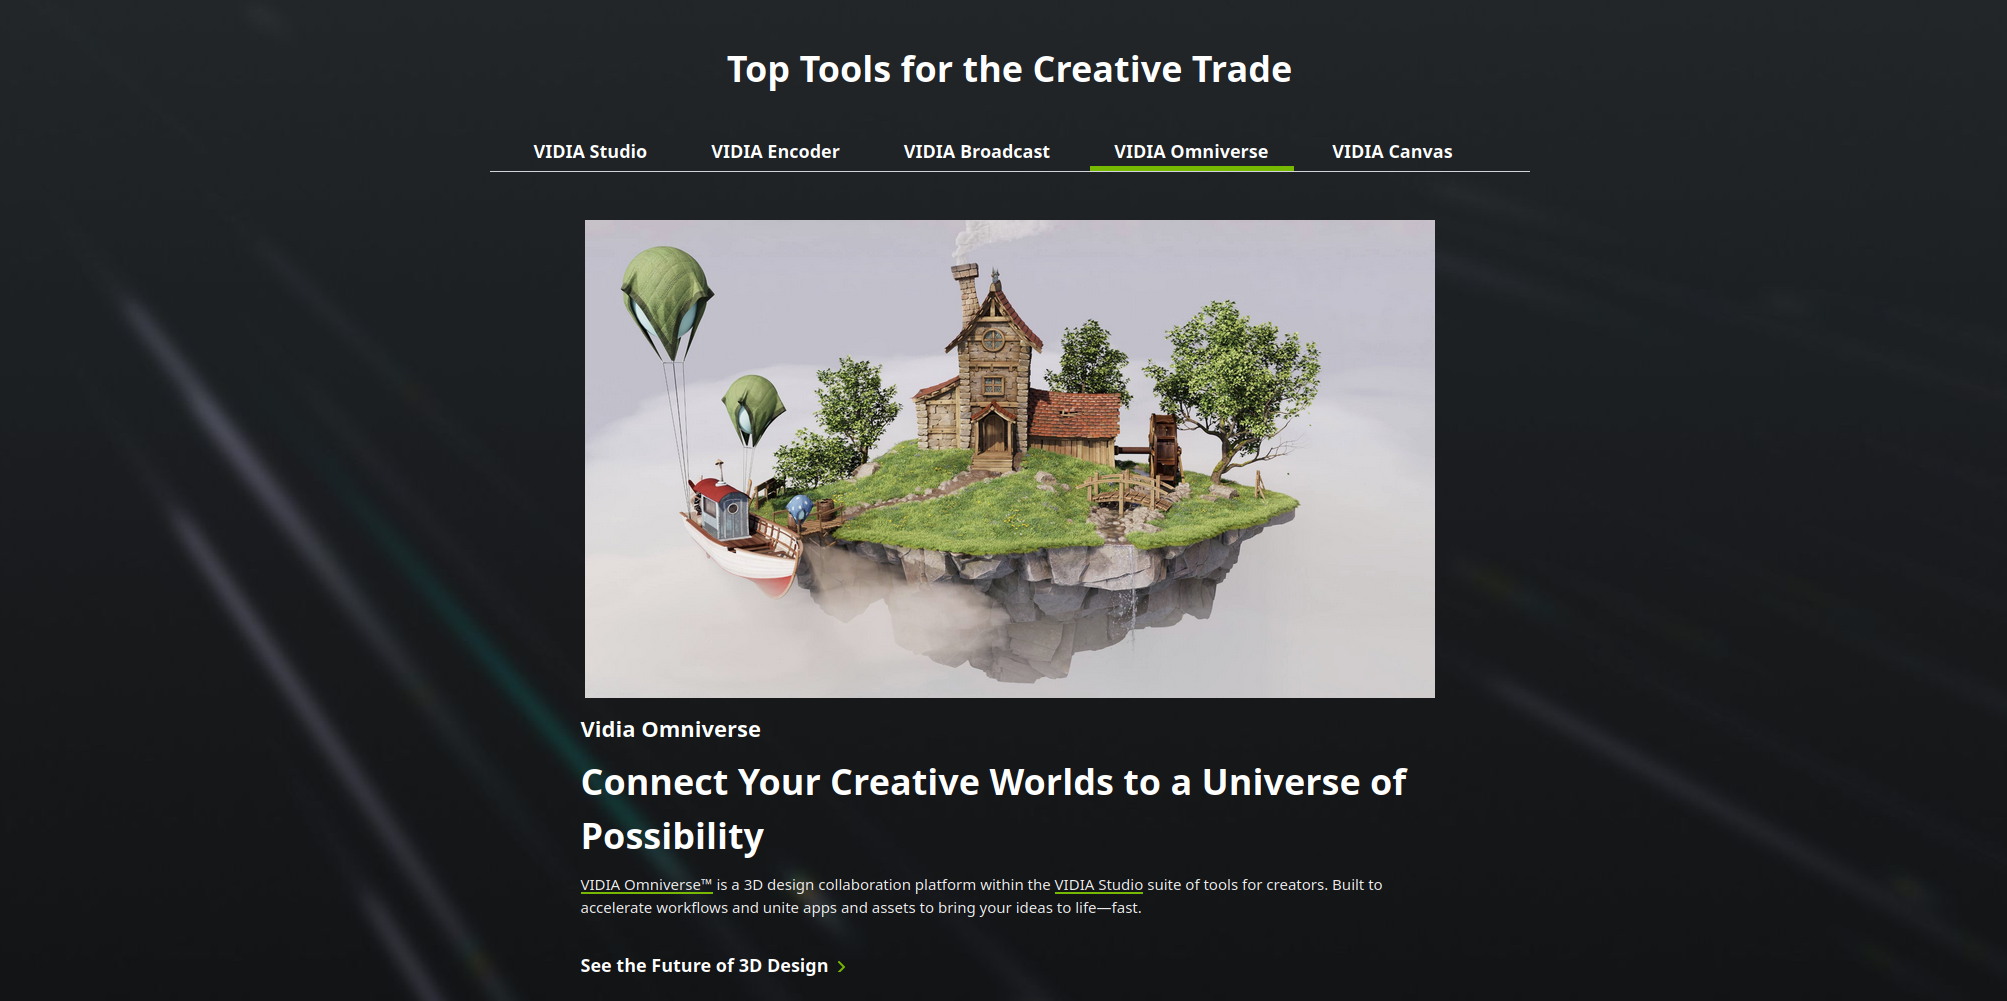 Top Tools for the Creative Trade
VIDIA Studio VIDIA Encoder VIDIA Broadcast VIDIA Omniverse VIDIA Canvas
Vidia Omniverse
Connect Your Creative Worlds to a Universe of
Possibility
VIDIA Omniverse™ is a 3D design collaboration platform within the VIDIA Studio suite of tools for creators. Built to
accelerate workflows and unite apps and assets to bring your ideas to life—fast.
See the Future of 3D Design